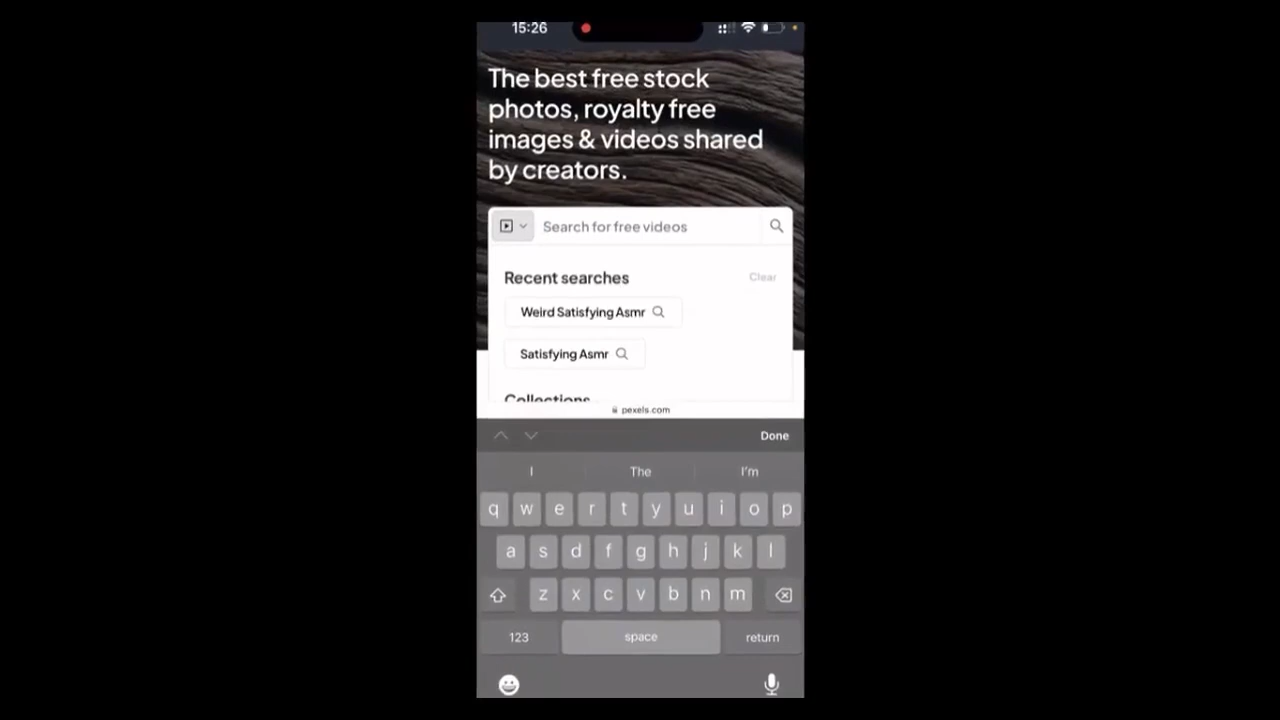 15:26
The best free stock
photos, royalty free
images & videos shared
by creators.
Search for free videos
Recent searches
Clear
Weird Satisfying Asmr
Satisfying Asmr
Collections
pexels.com
Done
I
The
I'm
q w e r t y u i o p
a s d f g h j k l
z x c v b n m
123
space
return